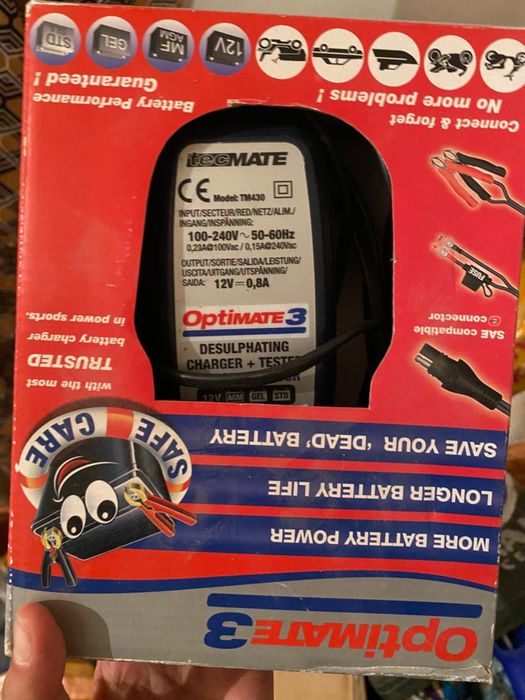 OptiMATE3
MORE BATTERY POWER
LONGER BATTERY LIFE
SAVE YOUR 'DEAD' BATTERY
SAFE
CARE
with the most
TRUSTED
battery charger
in power sports.
SAE compatible
connector
FUSE
tecMATE
CE Model: TM430
INPUT/SECTEUR/RED/NETZ/ALIM./
INGANG/INSPÄNNING:
100-240V ~ 50-60Hz
0,23A@100Vac / 0,15A@240Vac
OUTPUT/SORTIE/SALIDA/LEISTUNG/
USCITA/UITGANG/UTSPÄNNING/
SAIDA: 12V⎓0,8A
OptiMATE3
DESULPHATING
CHARGER + TESTER
12V AGM GEL STD
Connect & forget
No more problems !
Battery Performance
Guaranteed !
12V
MF
AGM
GEL
STD